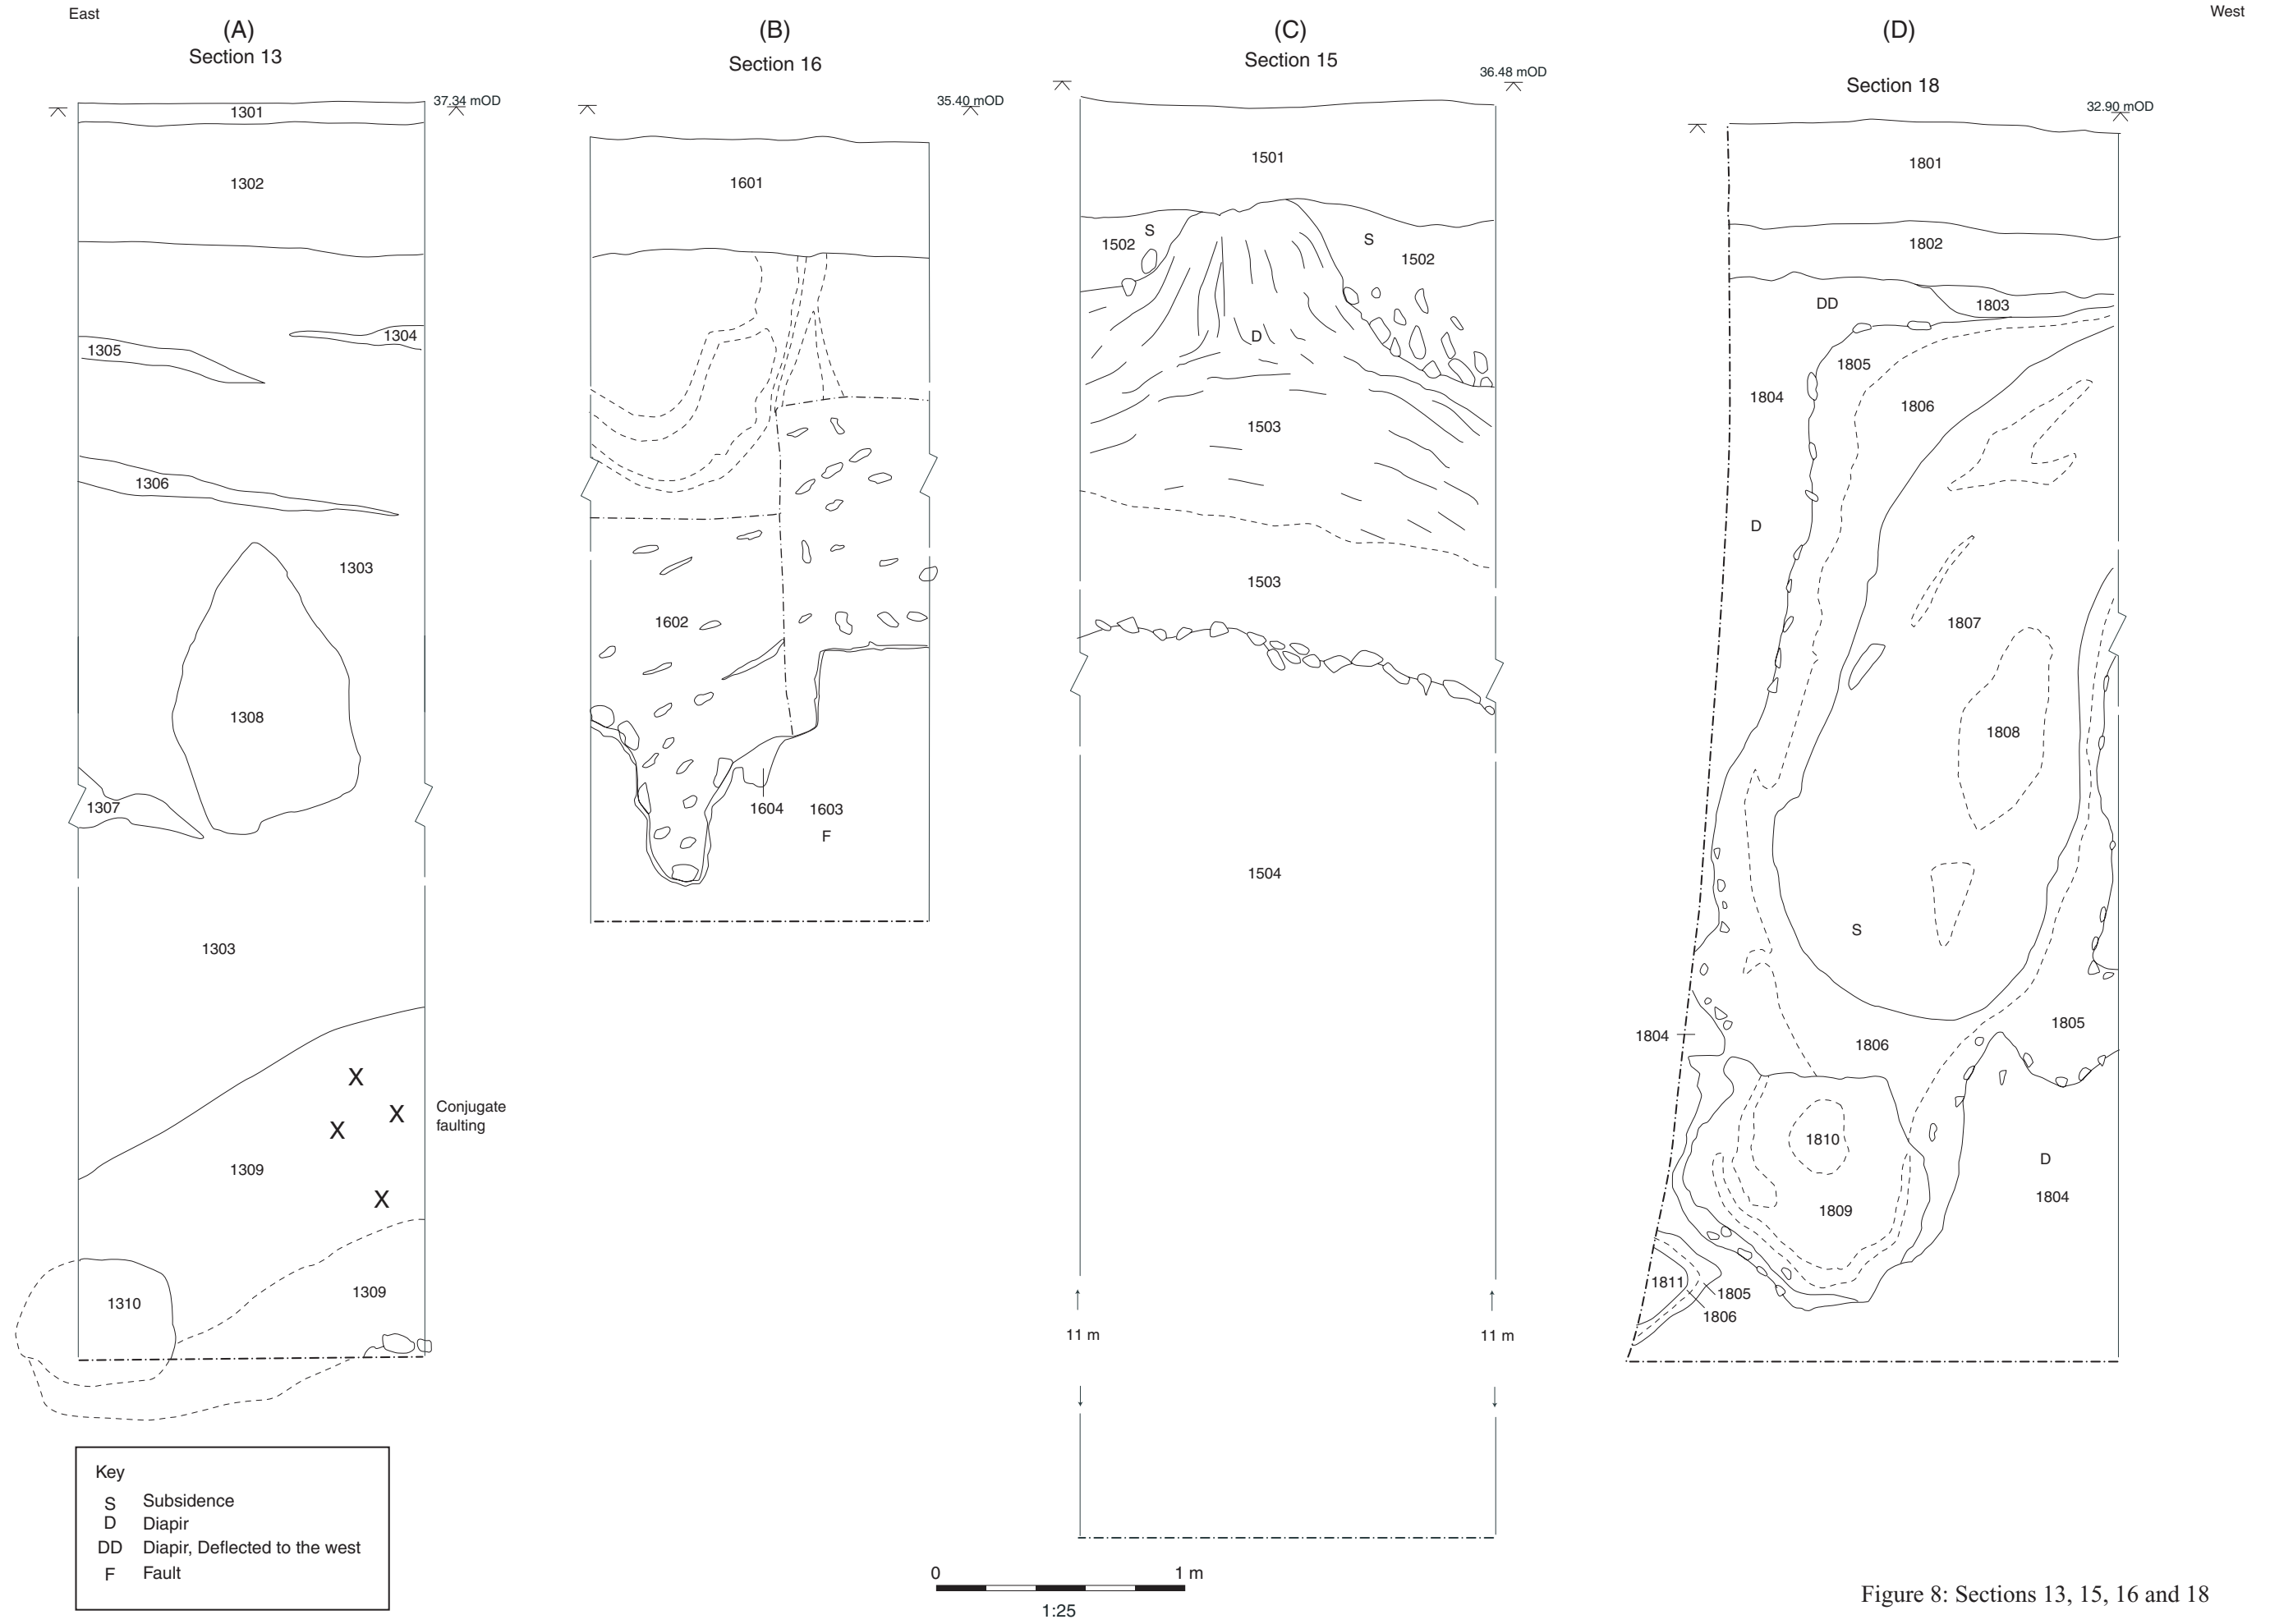 East
West
(A)
Section 13
37.34 mOD
1301
1302
1304
1305
1306
1303
1308
1307
1303
X
X
X
X
Conjugate
faulting
1309
1309
1310
(B)
Section 16
35.40 mOD
1601
1602
1604
1603
F
(C)
Section 15
36.48 mOD
1501
S
1502
S
1502
D
1503
1503
1504
11 m
11 m
(D)
Section 18
32.90 mOD
1801
1802
DD
1803
1805
1804
1806
D
1807
1808
S
1805
1804
1806
1810
D
1804
1809
1811
1805
1806
Key
S Subsidence
D Diapir
DD Diapir, Deflected to the west
F Fault
0 1 m
1:25
Figure 8: Sections 13, 15, 16 and 18